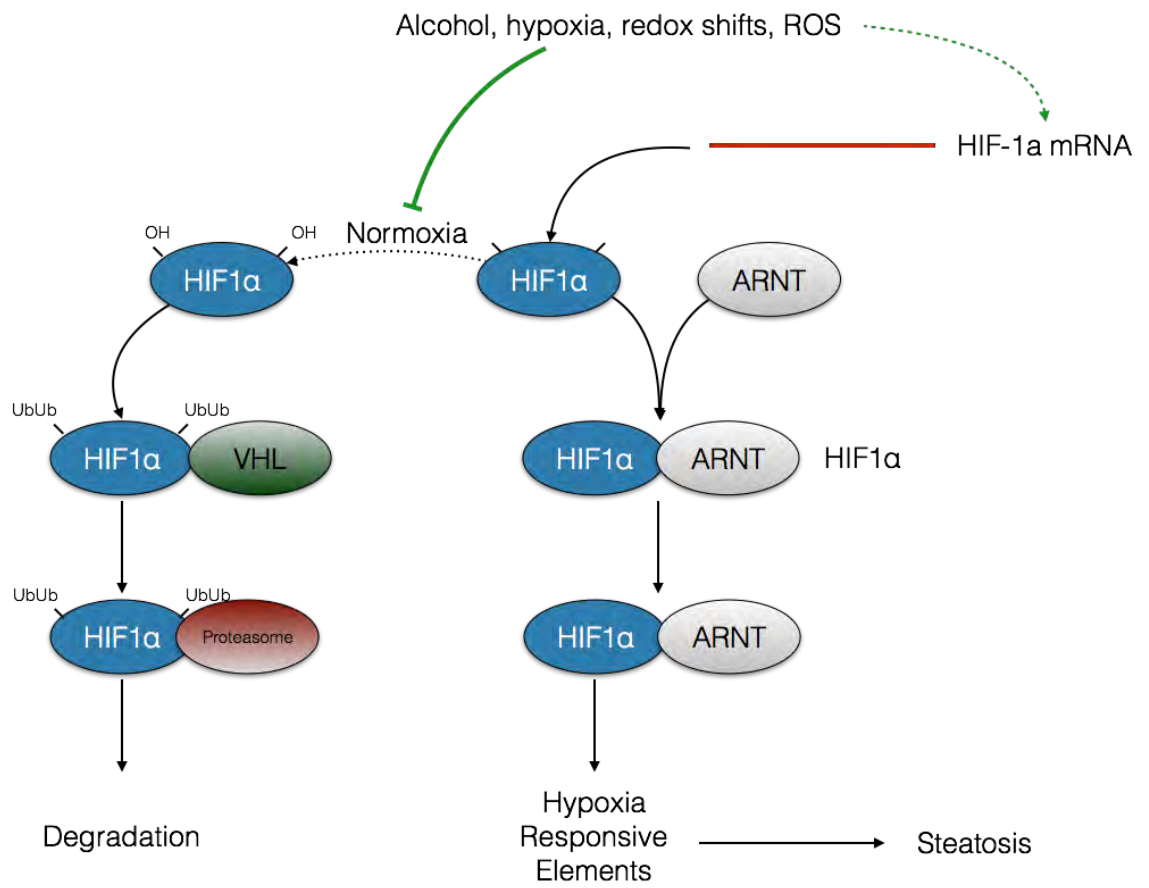 Alcohol, hypoxia, redox shifts, ROS
HIF-1a mRNA
OH
OH
Normoxia
HIF1α
HIF1α
ARNT
UbUb
UbUb
HIF1α
VHL
HIF1α
ARNT
HIF1α
UbUb
UbUb
HIF1α
Proteasome
HIF1α
ARNT
Degradation
Hypoxia
Responsive
Elements
Steatosis